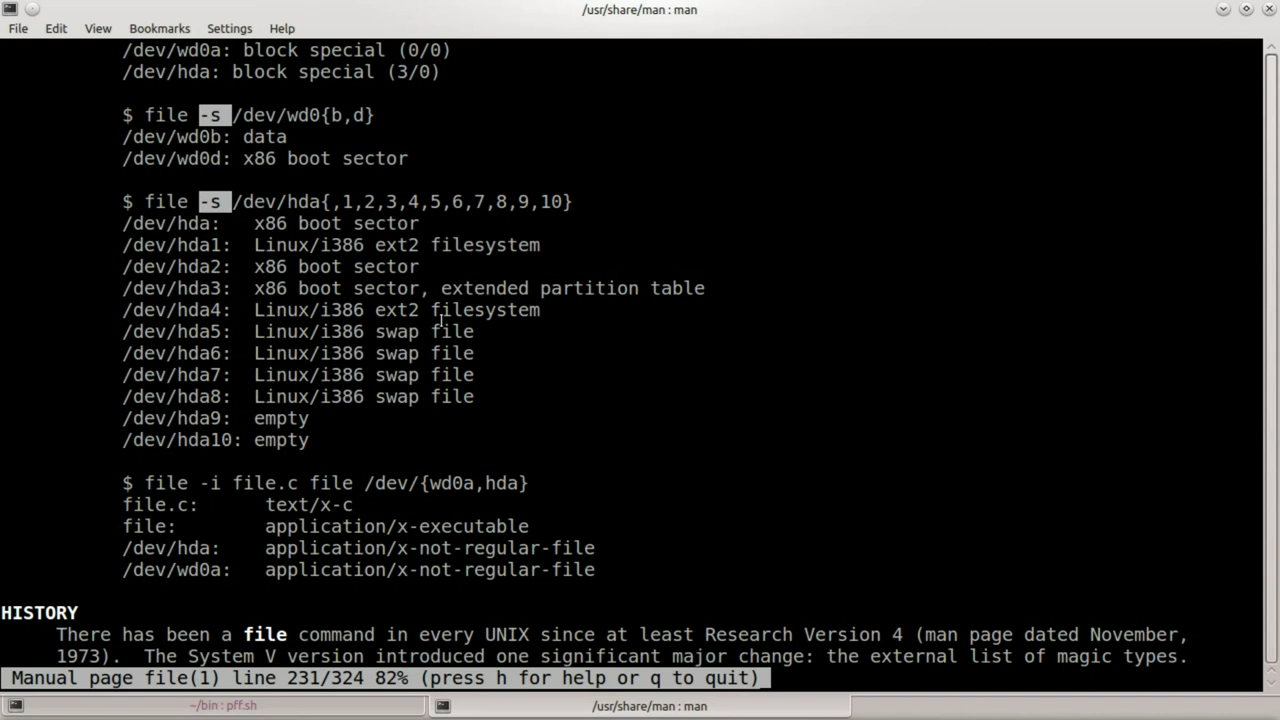 /usr/share/man : man
File Edit View Bookmarks Settings Help
/dev/wd0a: block special (0/0)
/dev/hda: block special (3/0)
$ file -s /dev/wd0{b,d}
/dev/wd0b: data
/dev/wd0d: x86 boot sector
$ file -s /dev/hda{,1,2,3,4,5,6,7,8,9,10}
/dev/hda:   x86 boot sector
/dev/hda1:  Linux/i386 ext2 filesystem
/dev/hda2:  x86 boot sector
/dev/hda3:  x86 boot sector, extended partition table
/dev/hda4:  Linux/i386 ext2 filesystem
/dev/hda5:  Linux/i386 swap file
/dev/hda6:  Linux/i386 swap file
/dev/hda7:  Linux/i386 swap file
/dev/hda8:  Linux/i386 swap file
/dev/hda9:  empty
/dev/hda10: empty
$ file -i file.c file /dev/{wd0a,hda}
file.c:      text/x-c
file:        application/x-executable
/dev/hda:    application/x-not-regular-file
/dev/wd0a:   application/x-not-regular-file
HISTORY
There has been a file command in every UNIX since at least Research Version 4 (man page dated November,
1973).  The System V version introduced one significant major change: the external list of magic types.
Manual page file(1) line 231/324 82% (press h for help or q to quit)
~/bin : pff.sh
/usr/share/man : man